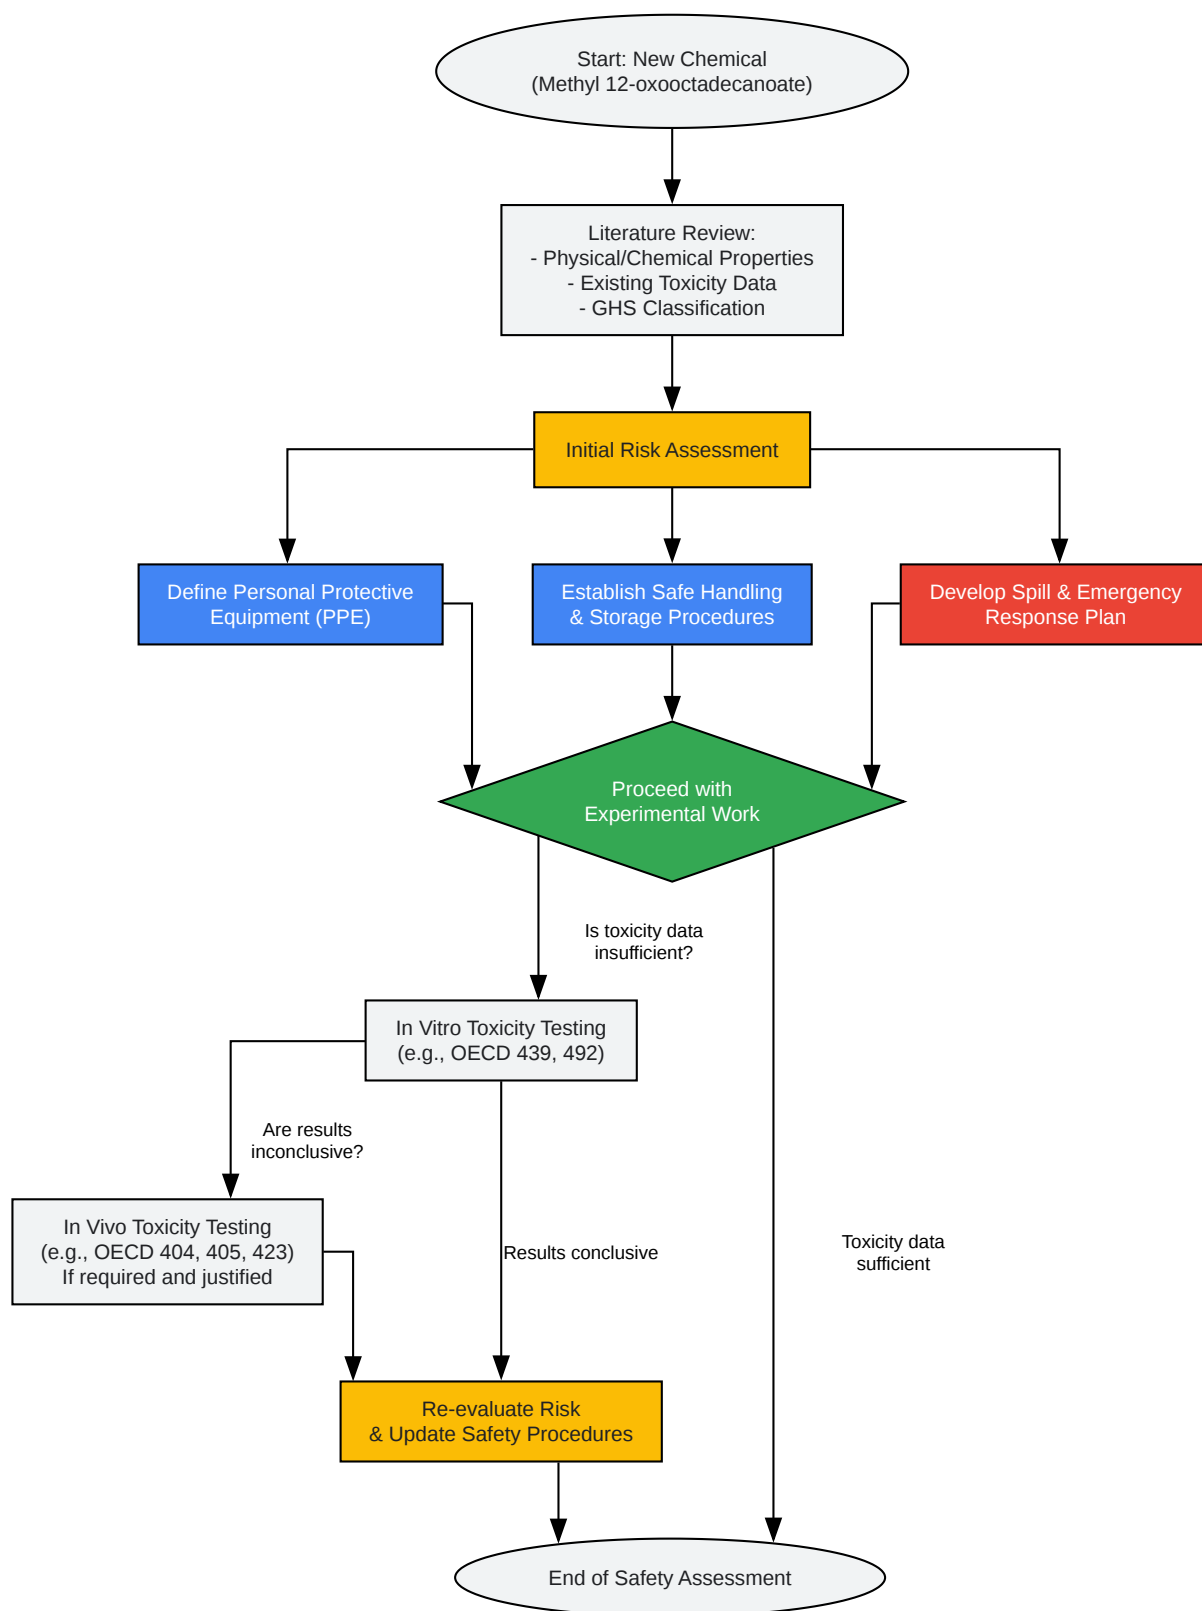 Start: New Chemical
(Methyl 12-oxooctadecanoate)
Literature Review:
- Physical/Chemical Properties
- Existing Toxicity Data
- GHS Classification
Initial Risk Assessment
Define Personal Protective
Equipment (PPE)
Establish Safe Handling
& Storage Procedures
Develop Spill & Emergency
Response Plan
Proceed with
Experimental Work
Is toxicity data
insufficient?
In Vitro Toxicity Testing
(e.g., OECD 439, 492)
Are results
inconclusive?
In Vivo Toxicity Testing
(e.g., OECD 404, 405, 423)
If required and justified
Results conclusive
Toxicity data
sufficient
Re-evaluate Risk
& Update Safety Procedures
End of Safety Assessment